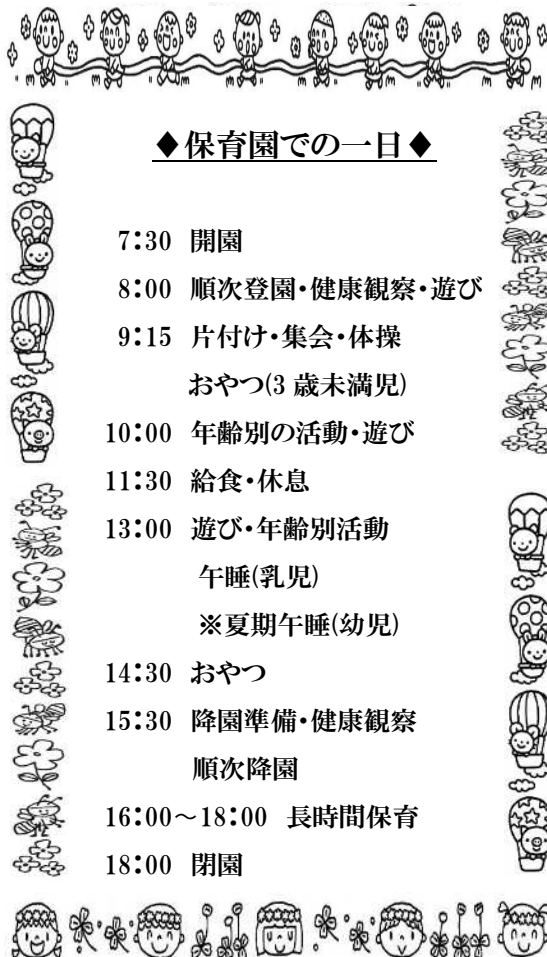 ◆保育園での一日◆
7:30 開園
8:00 順次登園・健康観察・遊び
9:15 片付け・集会・体操
おやつ(3 歳未満児)
10:00 年齢別の活動・遊び
11:30 給食・休息
13:00 遊び・年齢別活動
午睡(乳児)
※夏期午睡(幼児)
14:30 おやつ
15:30 降園準備・健康観察
順次降園
16:00～18:00 長時間保育
18:00 閉園